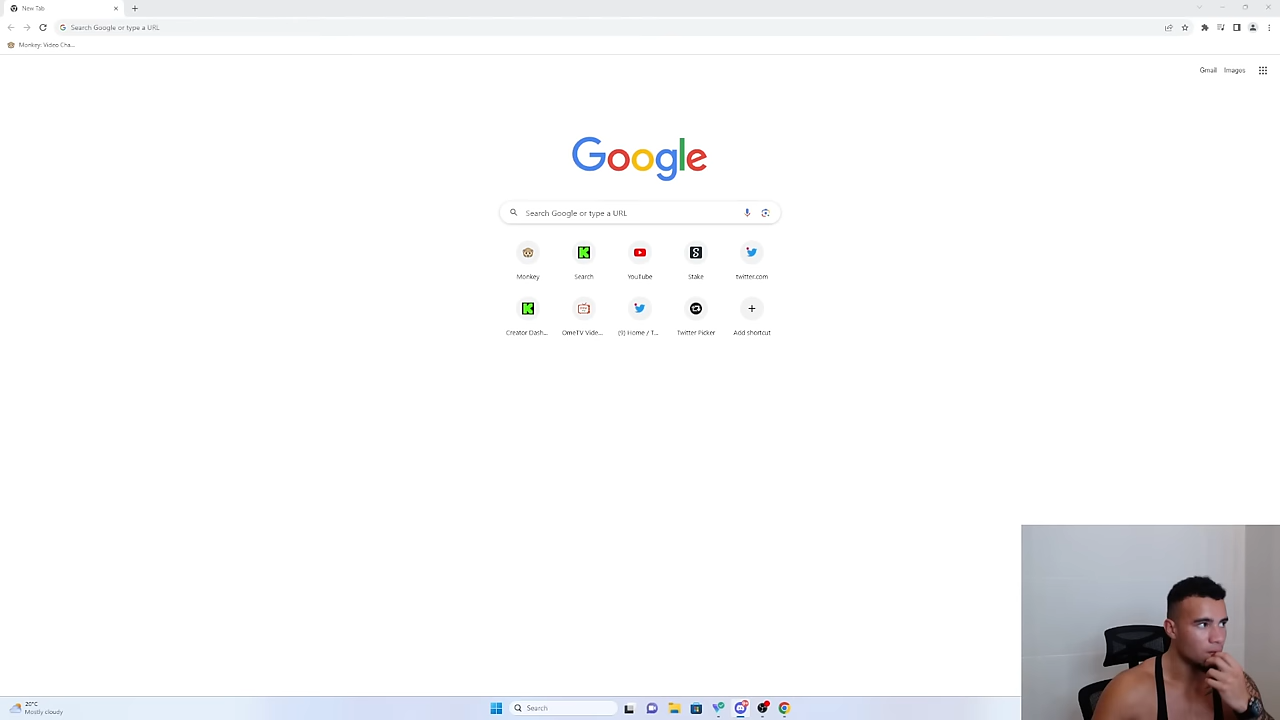 New Tab
Search Google or type a URL
Monkey: Video Cha...
Gmail Images
Google
Search Google or type a URL
Monkey Search YouTube Stake twitter.com
Creator Dash... OmeTV Vide... (9) Home / T... Twitter Picker Add shortcut
20°C
Mostly cloudy
Search